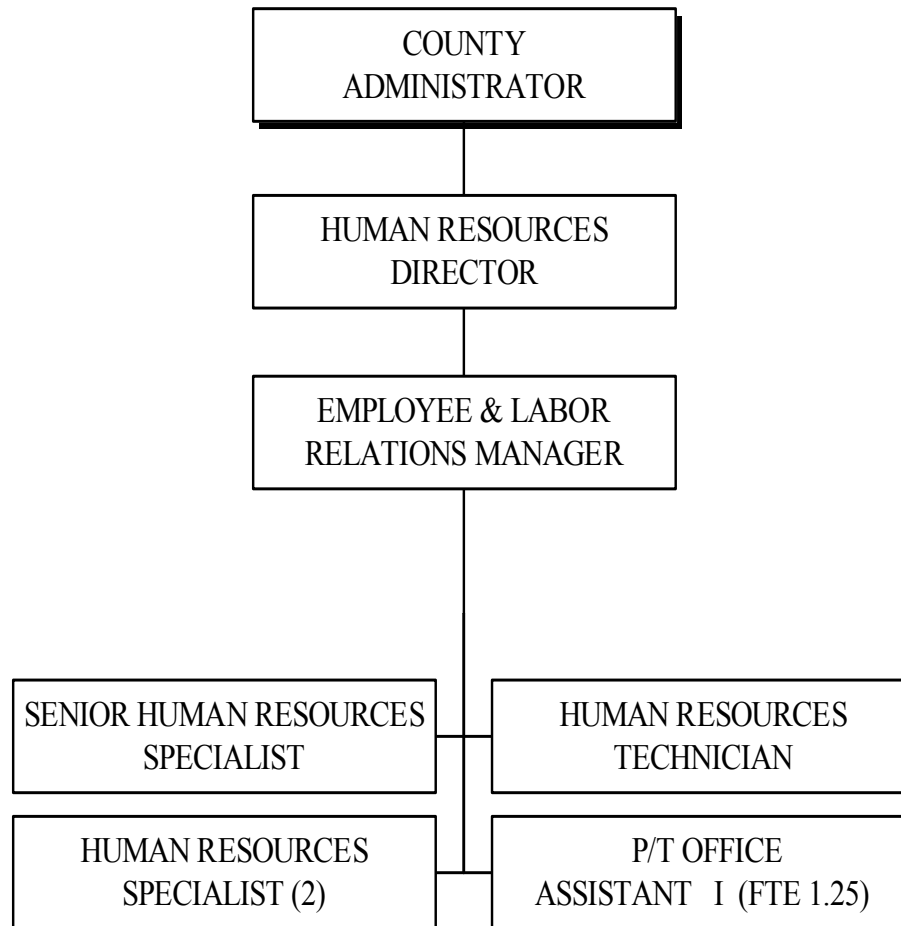 COUNTY
ADMINISTRATOR
HUMAN RESOURCES
DIRECTOR
EMPLOYEE & LABOR
RELATIONS MANAGER
SENIOR HUMAN RESOURCES
SPECIALIST
HUMAN RESOURCES
TECHNICIAN
HUMAN RESOURCES
SPECIALIST (2)
P/T OFFICE
ASSISTANT I (FTE 1.25)